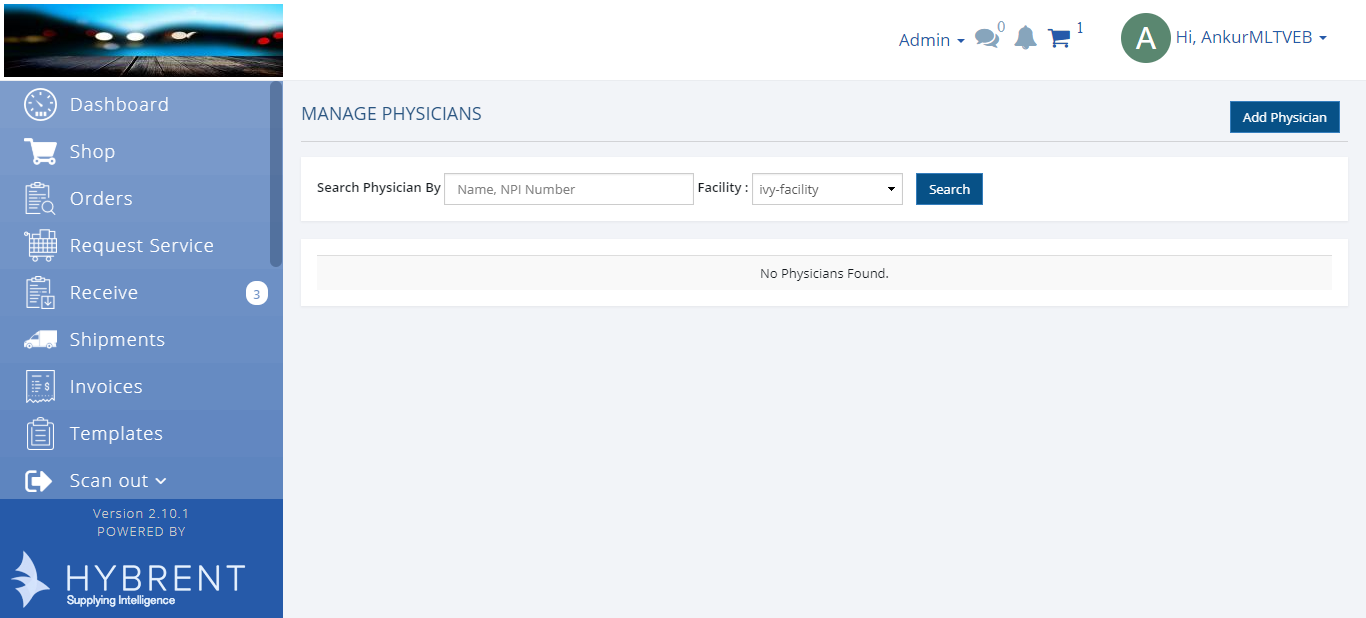 Admin 0 1 A Hi, AnkurMLTVEB
Dashboard
Shop
Orders
Request Service
Receive 3
Shipments
Invoices
Templates
Scan out
Version 2.10.1
POWERED BY
HYBRENT
Supplying Intelligence
MANAGE PHYSICIANS Add Physician
Search Physician By Name, NPI Number Facility : ivy-facility Search
No Physicians Found.